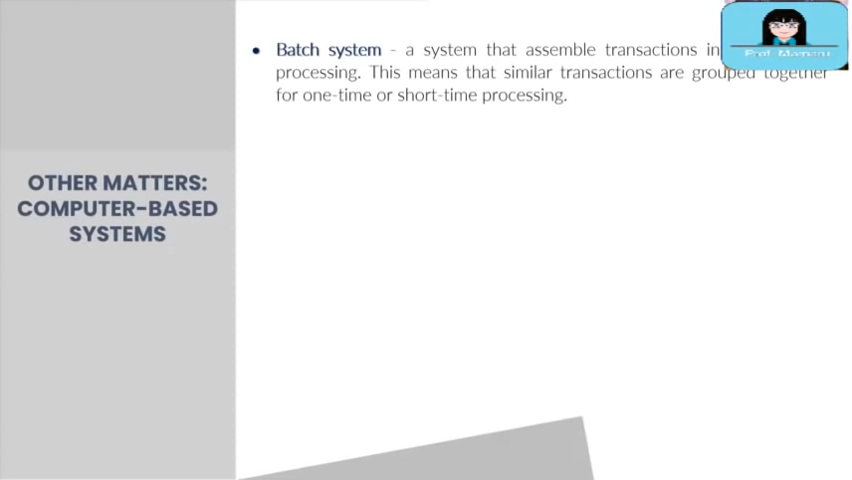 OTHER MATTERS:
COMPUTER-BASED
SYSTEMS
• Batch system - a system that assemble transactions in
processing. This means that similar transactions are grouped together
for one-time or short-time processing.